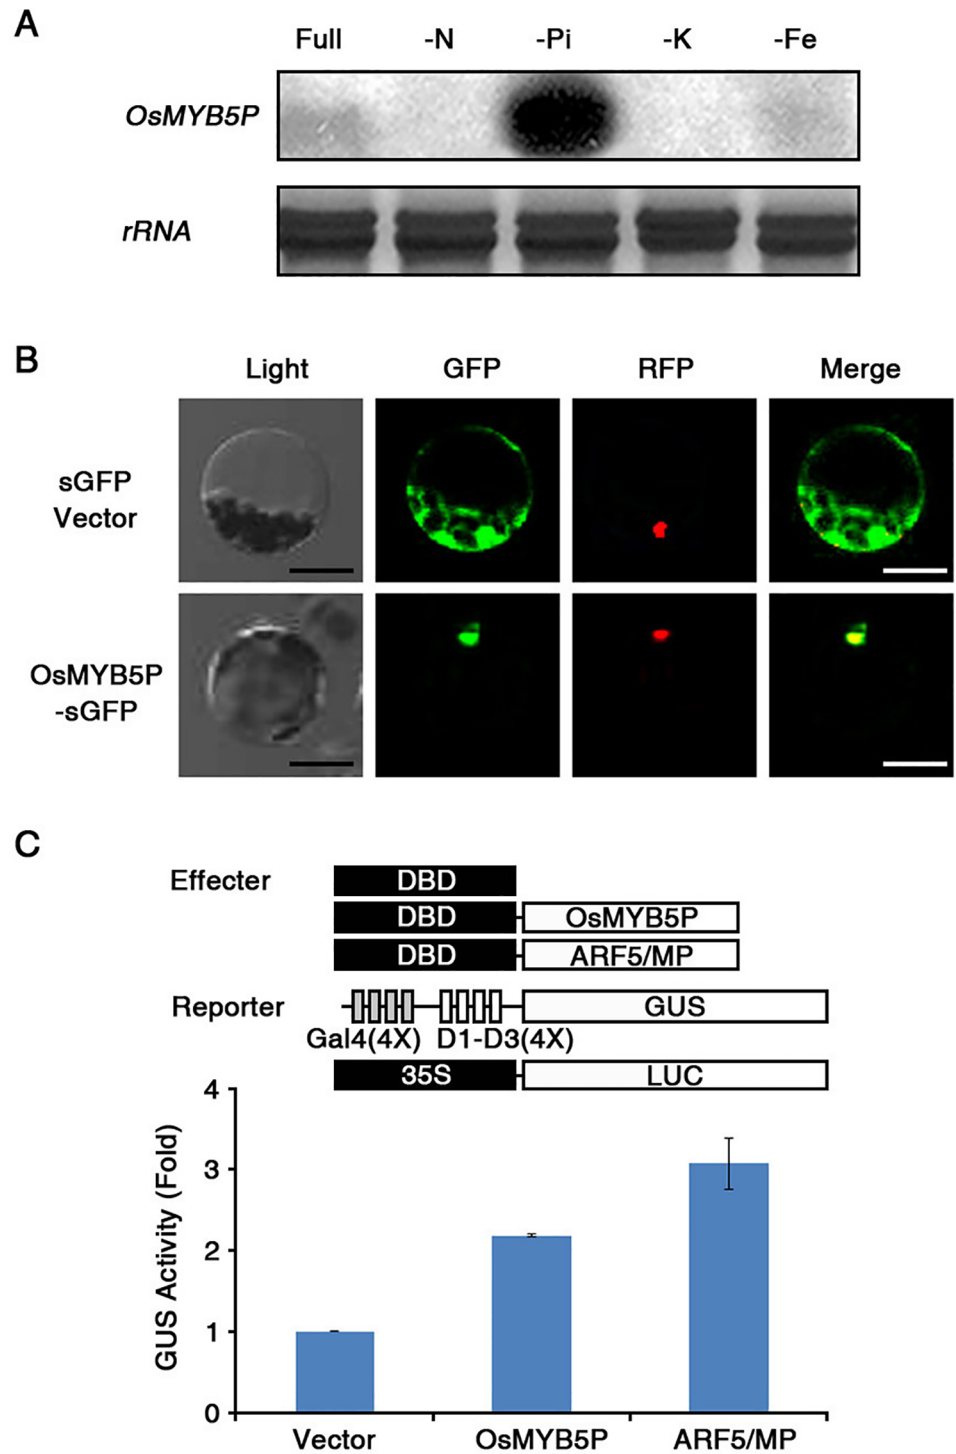 A
Full -N -Pi -K -Fe
OsMYB5P
rRNA
B
Light GFP RFP Merge
sGFP
Vector
OsMYB5P
-sGFP
C
Effecter
DBD
DBD OsMYB5P
DBD ARF5/MP
Reporter
GUS
Gal4(4X) D1-D3(4X)
35S LUC
GUS Activity (Fold)
4
3
2
1
0
Vector OsMYB5P ARF5/MP